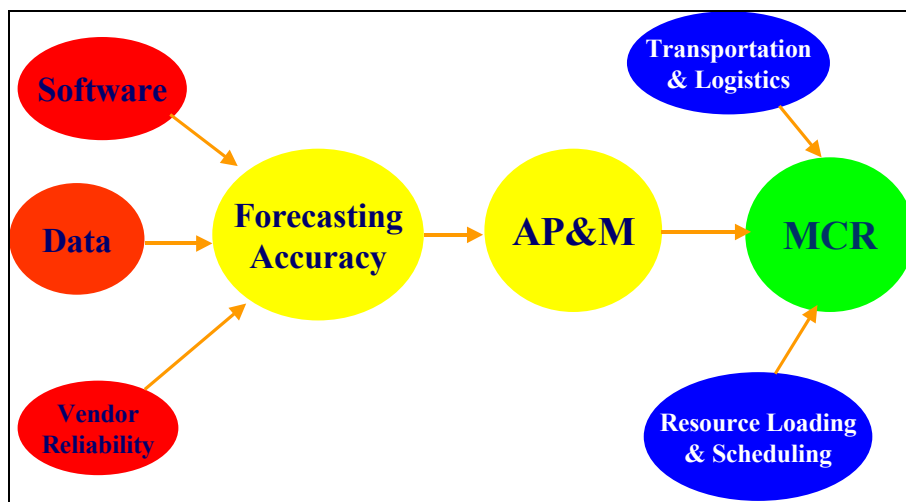 Software
Data
Vendor
Reliability
Forecasting
Accuracy
AP&M
Transportation
& Logistics
MCR
Resource Loading
& Scheduling